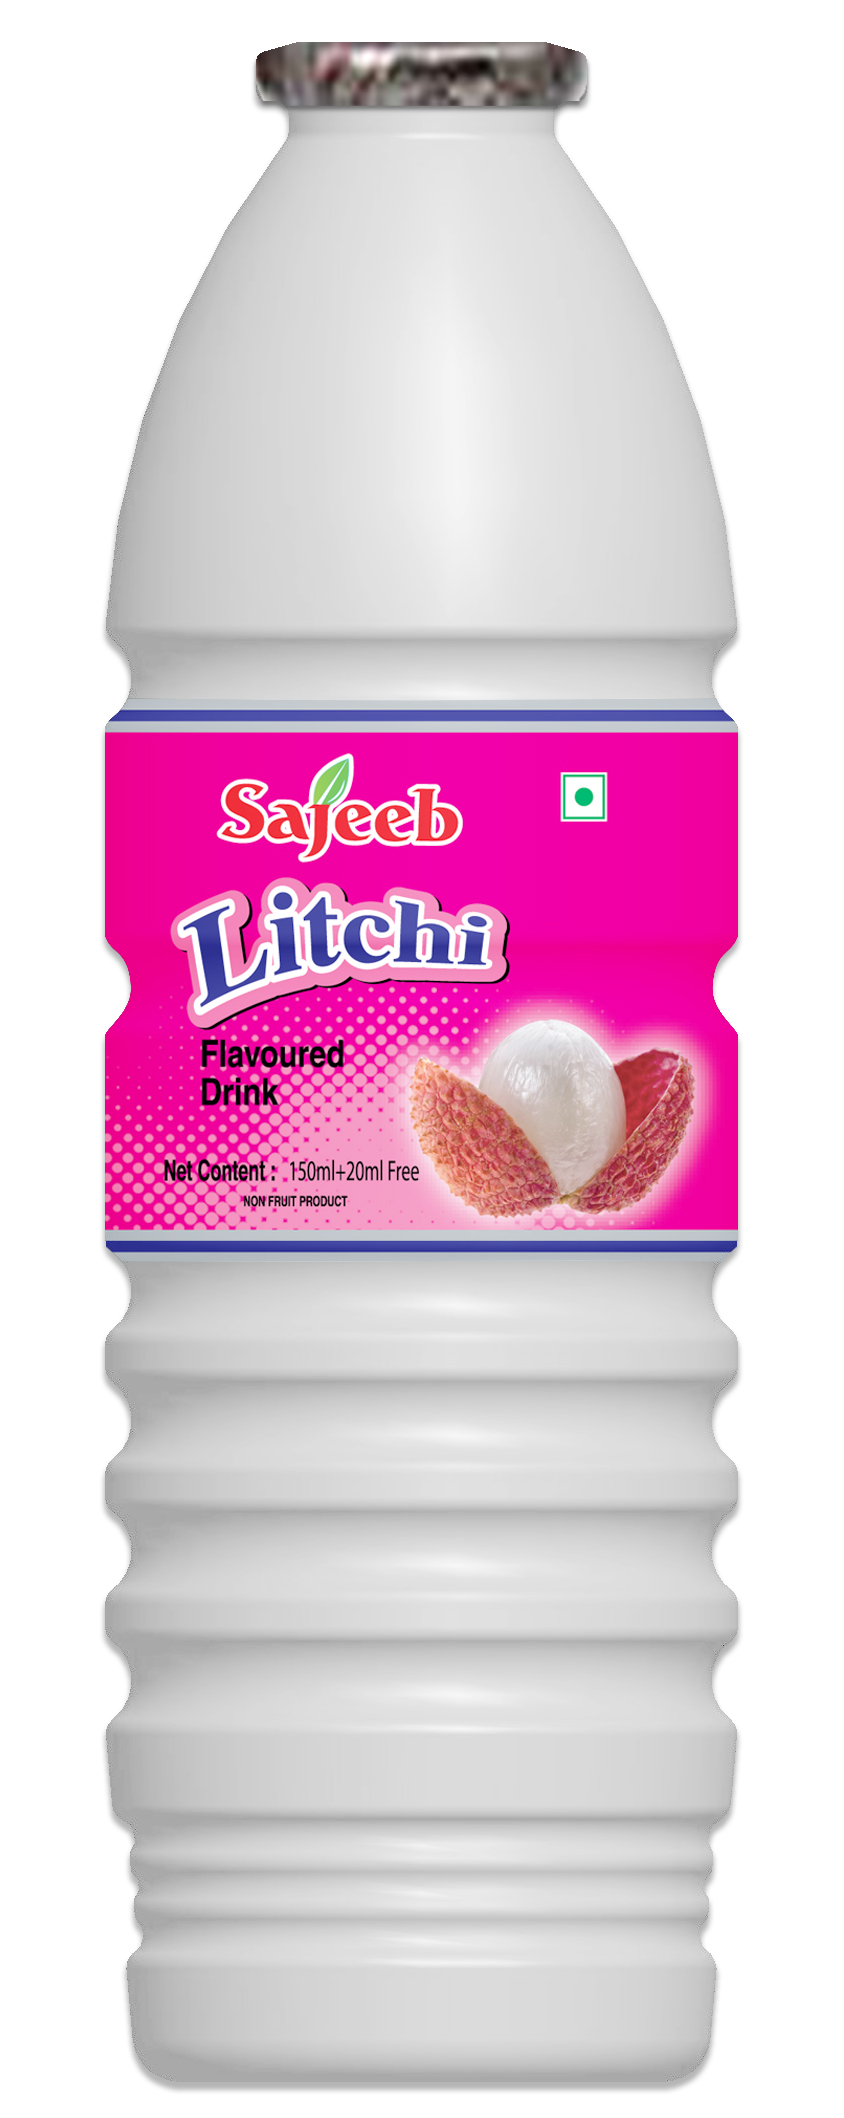 Sajeeb
Litchi
Flavoured
Drink
Net Content : 150ml+20ml Free
NON FRUIT PRODUCT